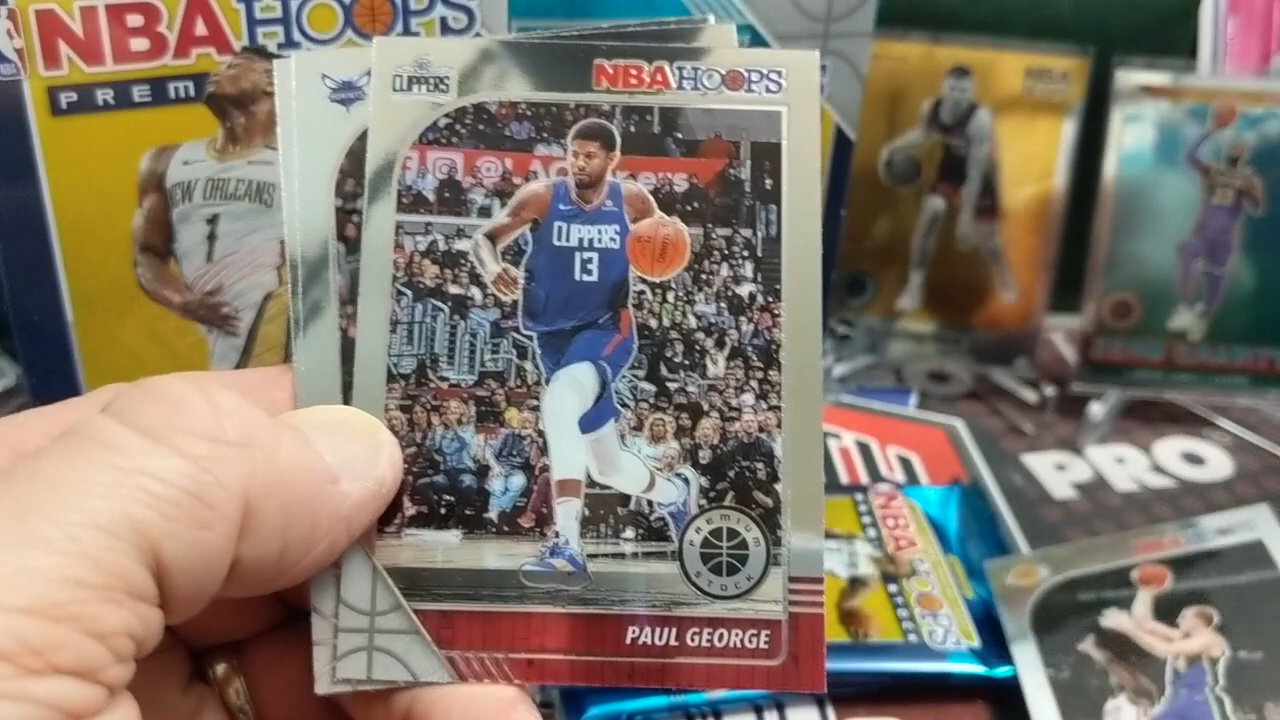 NBA HOOPS
PREM
NEW ORLEANS
1
CLIPPERS
NBA HOOPS
CLIPPERS
13
PREMIUM
STOCK
PAUL GEORGE
PRO
NBA HOOPS